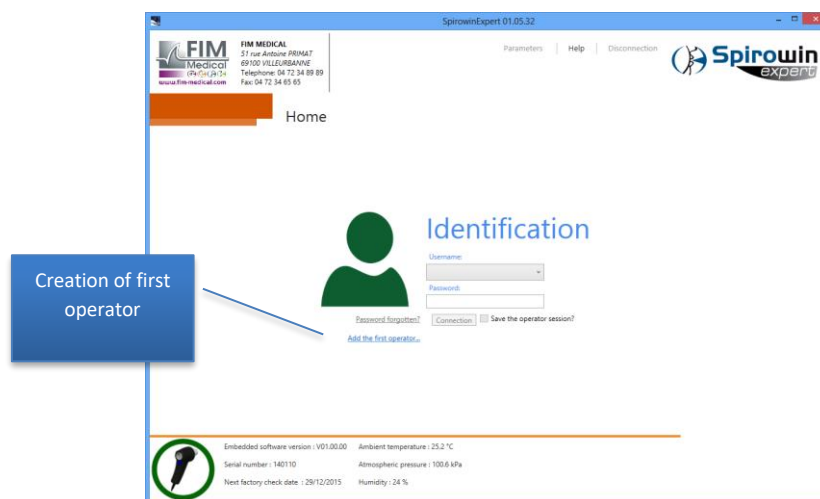 SpirowinExpert 01.05.32
FIM
Medical
www.fim-medical.com
FIM MEDICAL
51 rue Antoine PRIMAT
69100 VILLEURBANNE
Telephone: 04 72 34 89 89
Fax: 04 72 34 65 65
Parameters
Help
Disconnection
Spirowin
expert
Home
Identification
Username:
Password:
Password forgotten?
Connection
Save the operator session?
Add the first operator...
Creation of first
operator
Embedded software version : V01.00.00
Ambient temperature : 25.2 °C
Serial number : 140110
Atmospheric pressure : 100.6 kPa
Next factory check date : 29/12/2015
Humidity : 24 %